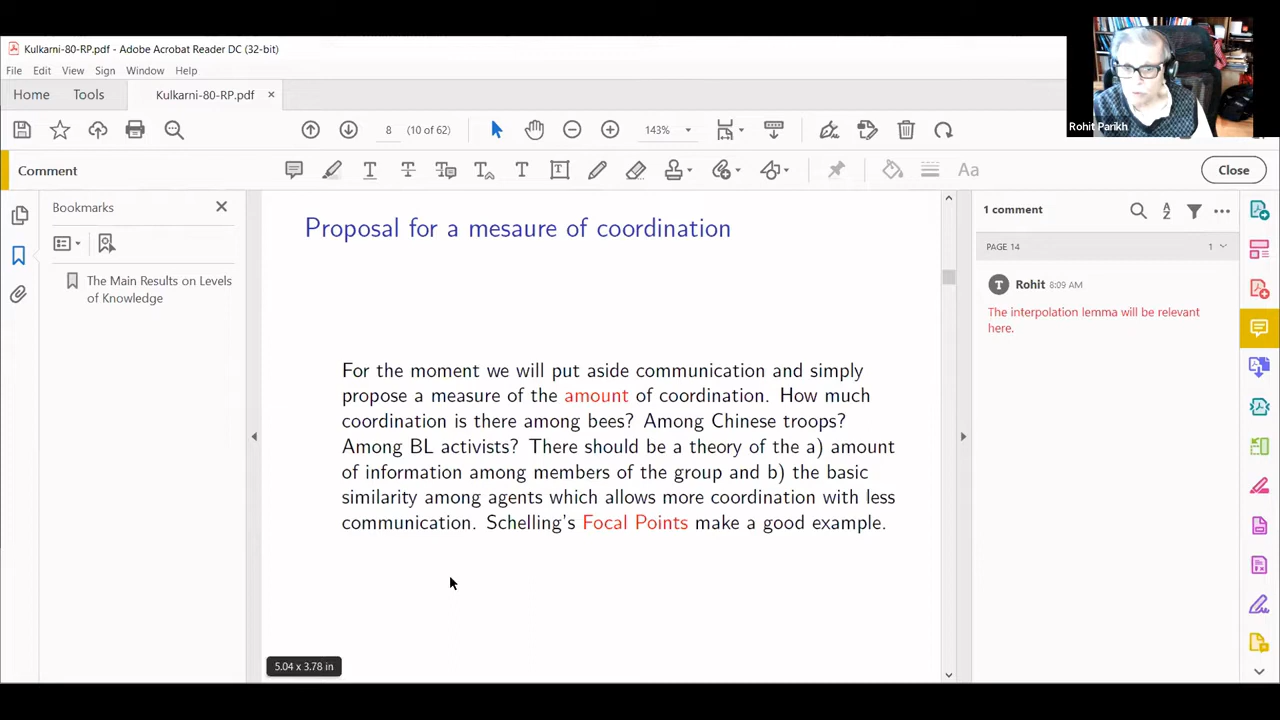 Kulkarni-80-RP.pdf - Adobe Acrobat Reader DC (32-bit)
File Edit View Sign Window Help
Home Tools Kulkarni-80-RP.pdf ×
8 (10 of 62) 143%
Rohit Parikh
Comment
Close
Bookmarks
The Main Results on Levels
of Knowledge
Proposal for a mesaure of coordination
For the moment we will put aside communication and simply
propose a measure of the amount of coordination. How much
coordination is there among bees? Among Chinese troops?
Among BL activists? There should be a theory of the a) amount
of information among members of the group and b) the basic
similarity among agents which allows more coordination with less
communication. Schelling's Focal Points make a good example.
5.04 x 3.78 in
1 comment
PAGE 14 1
T Rohit 8:09 AM
The interpolation lemma will be relevant
here.